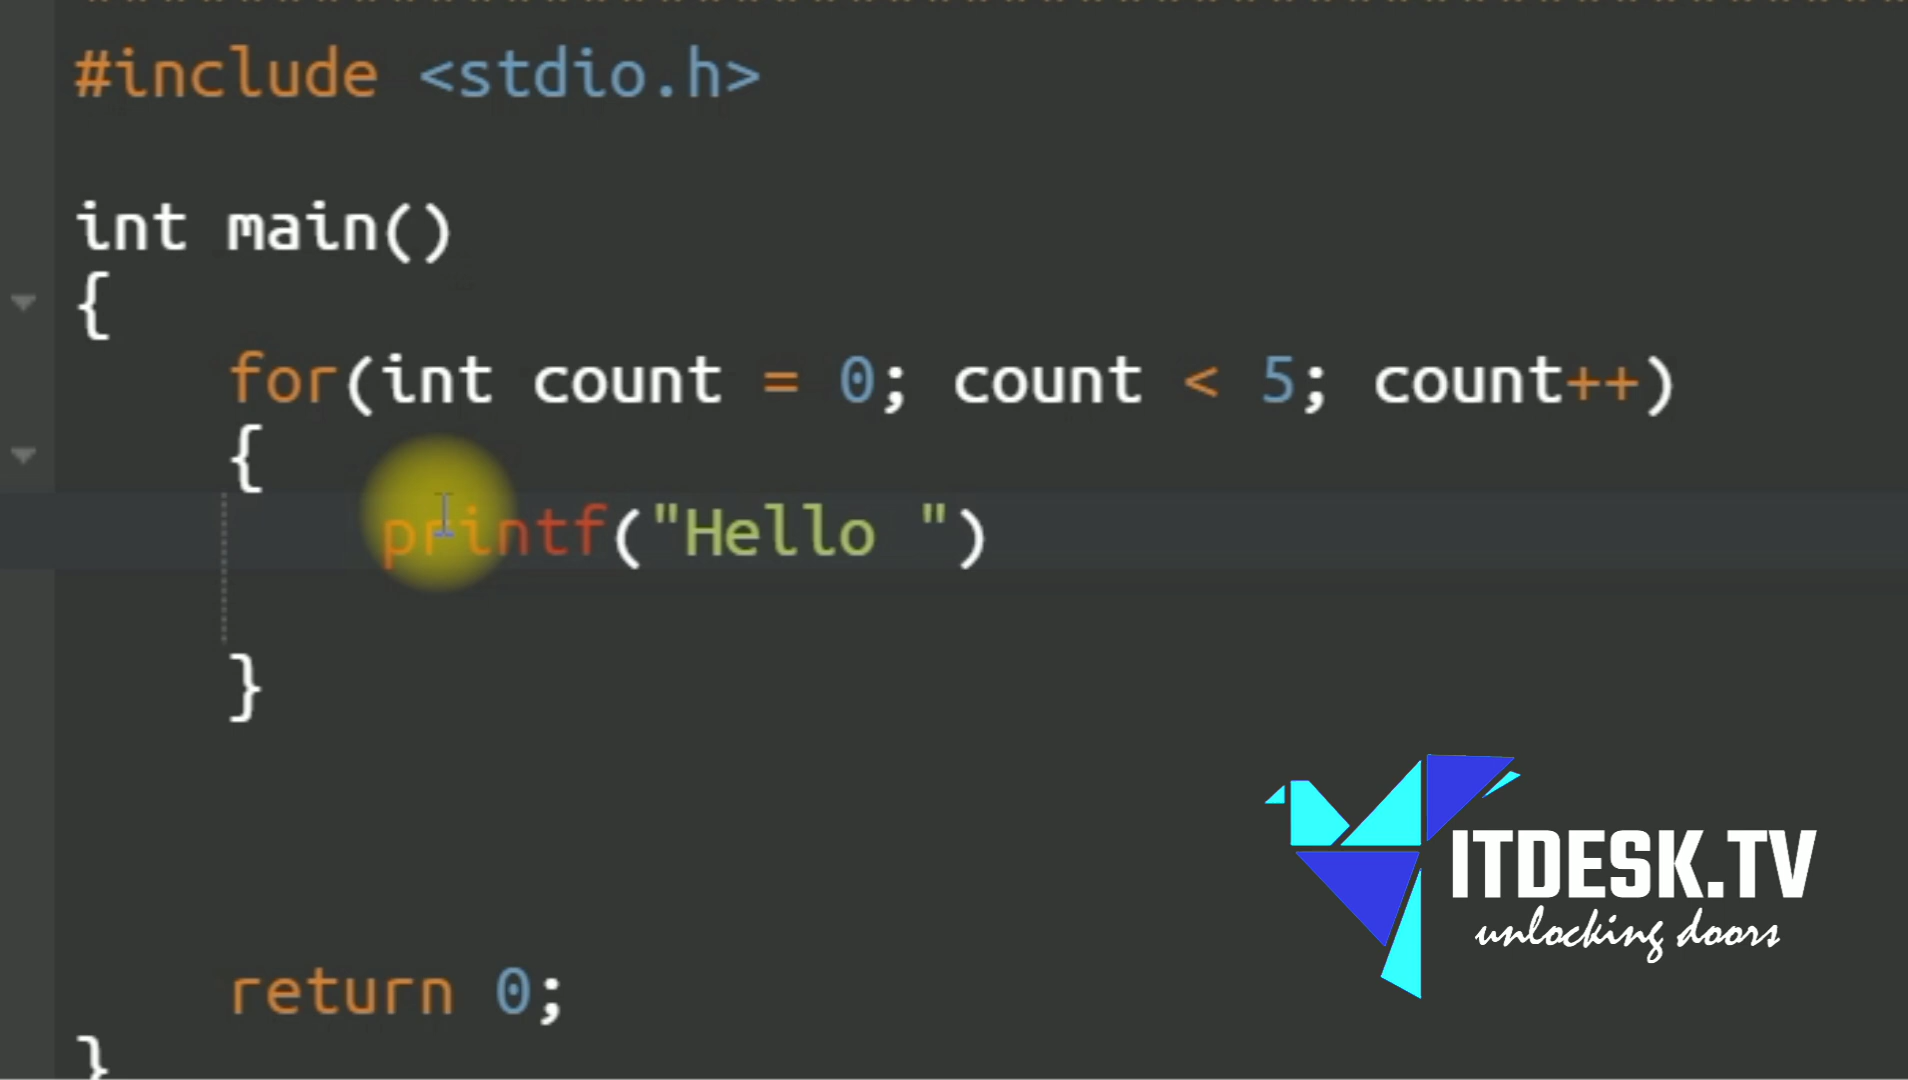 #include <stdio.h>
int main()
{
for(int count = 0; count < 5; count++)
{
printf("Hello ")
}
return 0;
}
ITDESK.TV
unlocking doors